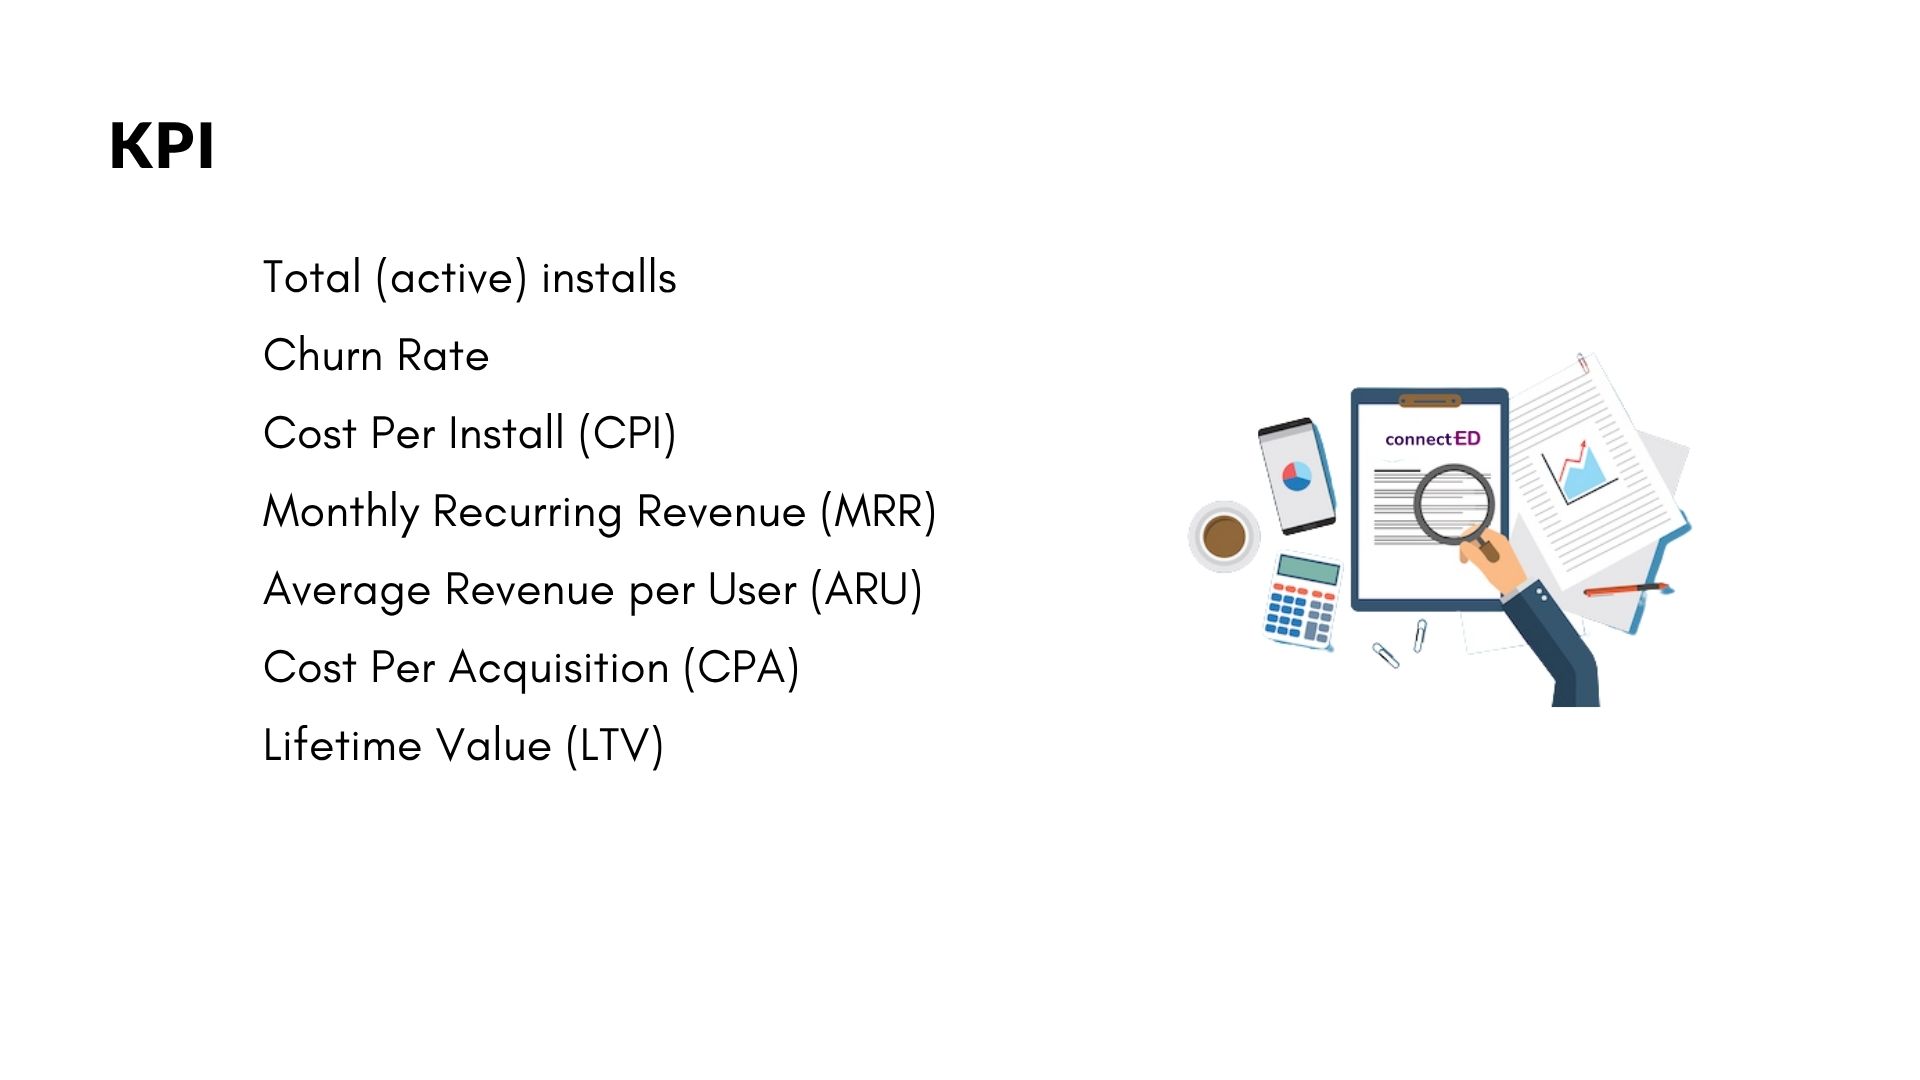 KPI
Total (active) installs
Churn Rate
Cost Per Install (CPI)
Monthly Recurring Revenue (MRR)
Average Revenue per User (ARU)
Cost Per Acquisition (CPA)
Lifetime Value (LTV)
connectED